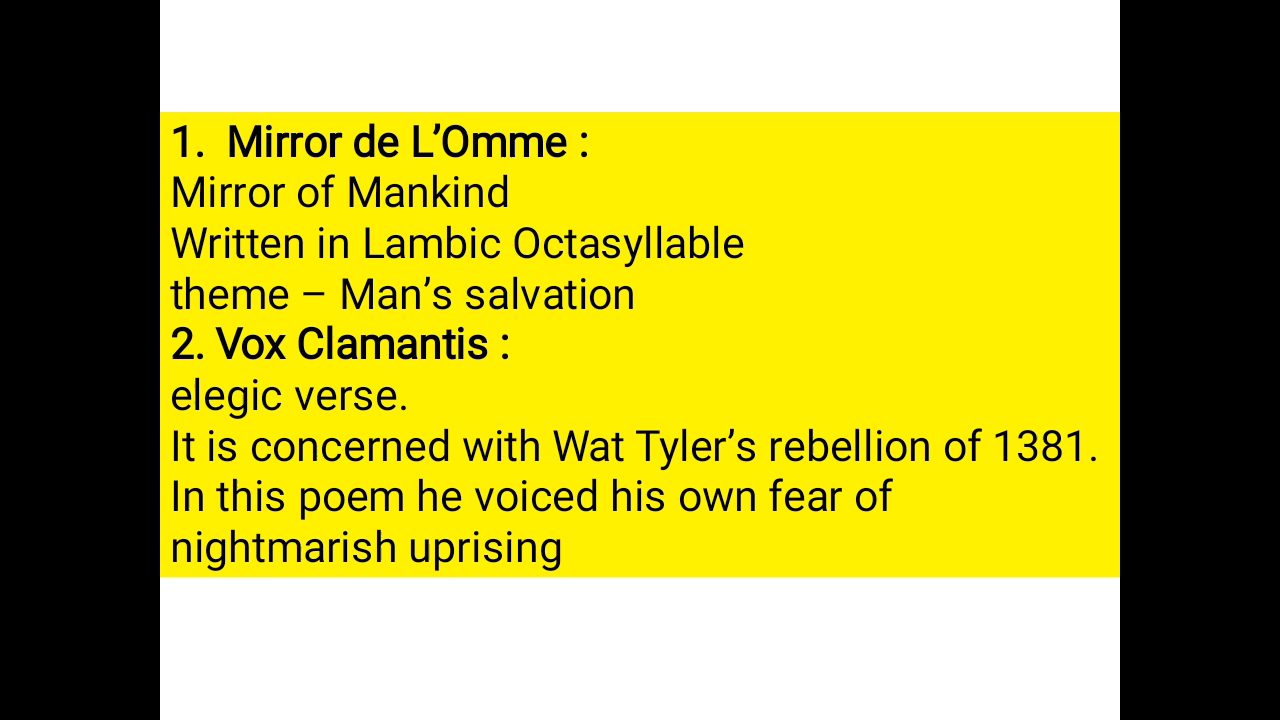 1. Mirror de L’Omme :
Mirror of Mankind
Written in Lambic Octasyllable
theme – Man’s salvation
2. Vox Clamantis :
elegic verse.
It is concerned with Wat Tyler’s rebellion of 1381.
In this poem he voiced his own fear of
nightmarish uprising